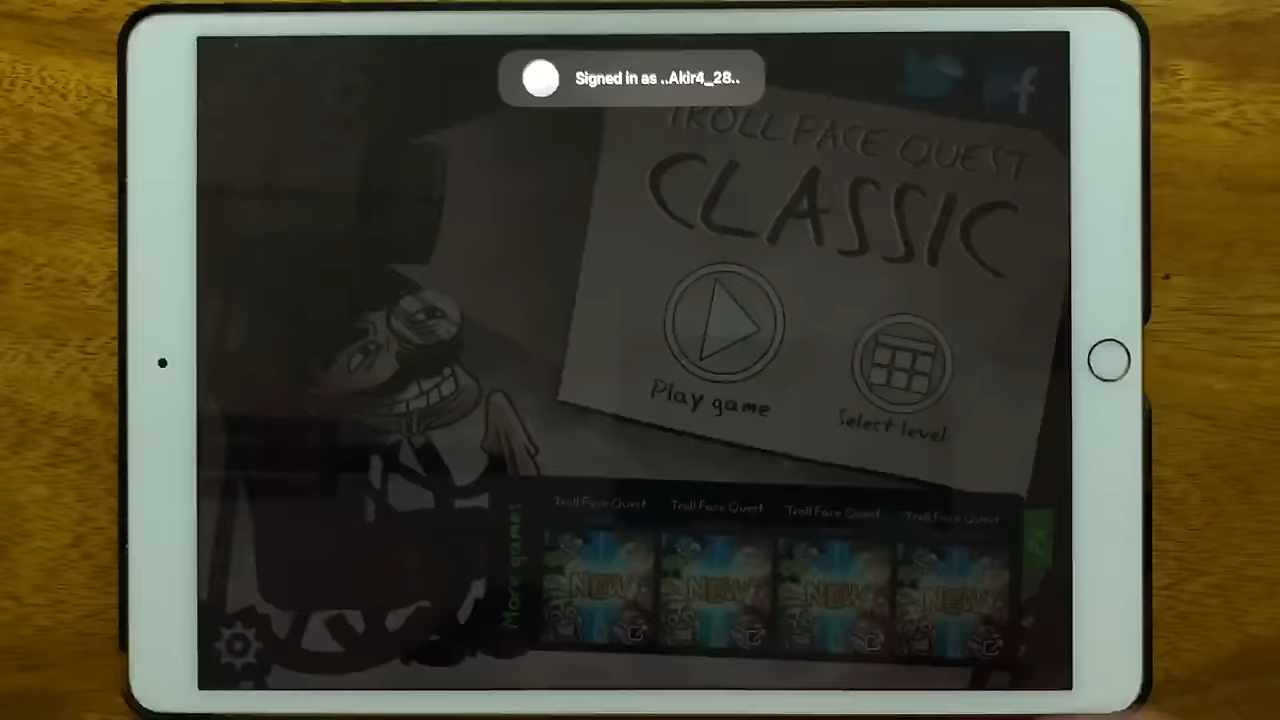 Signed in as ..Akir4_28..
TROLL FACE QUEST
CLASSIC
Play game
Select level
More games
Troll Face Quest
Troll Face Quest
Troll Face Quest
Troll Face Quest
NEW
NEW
NEW
NEW